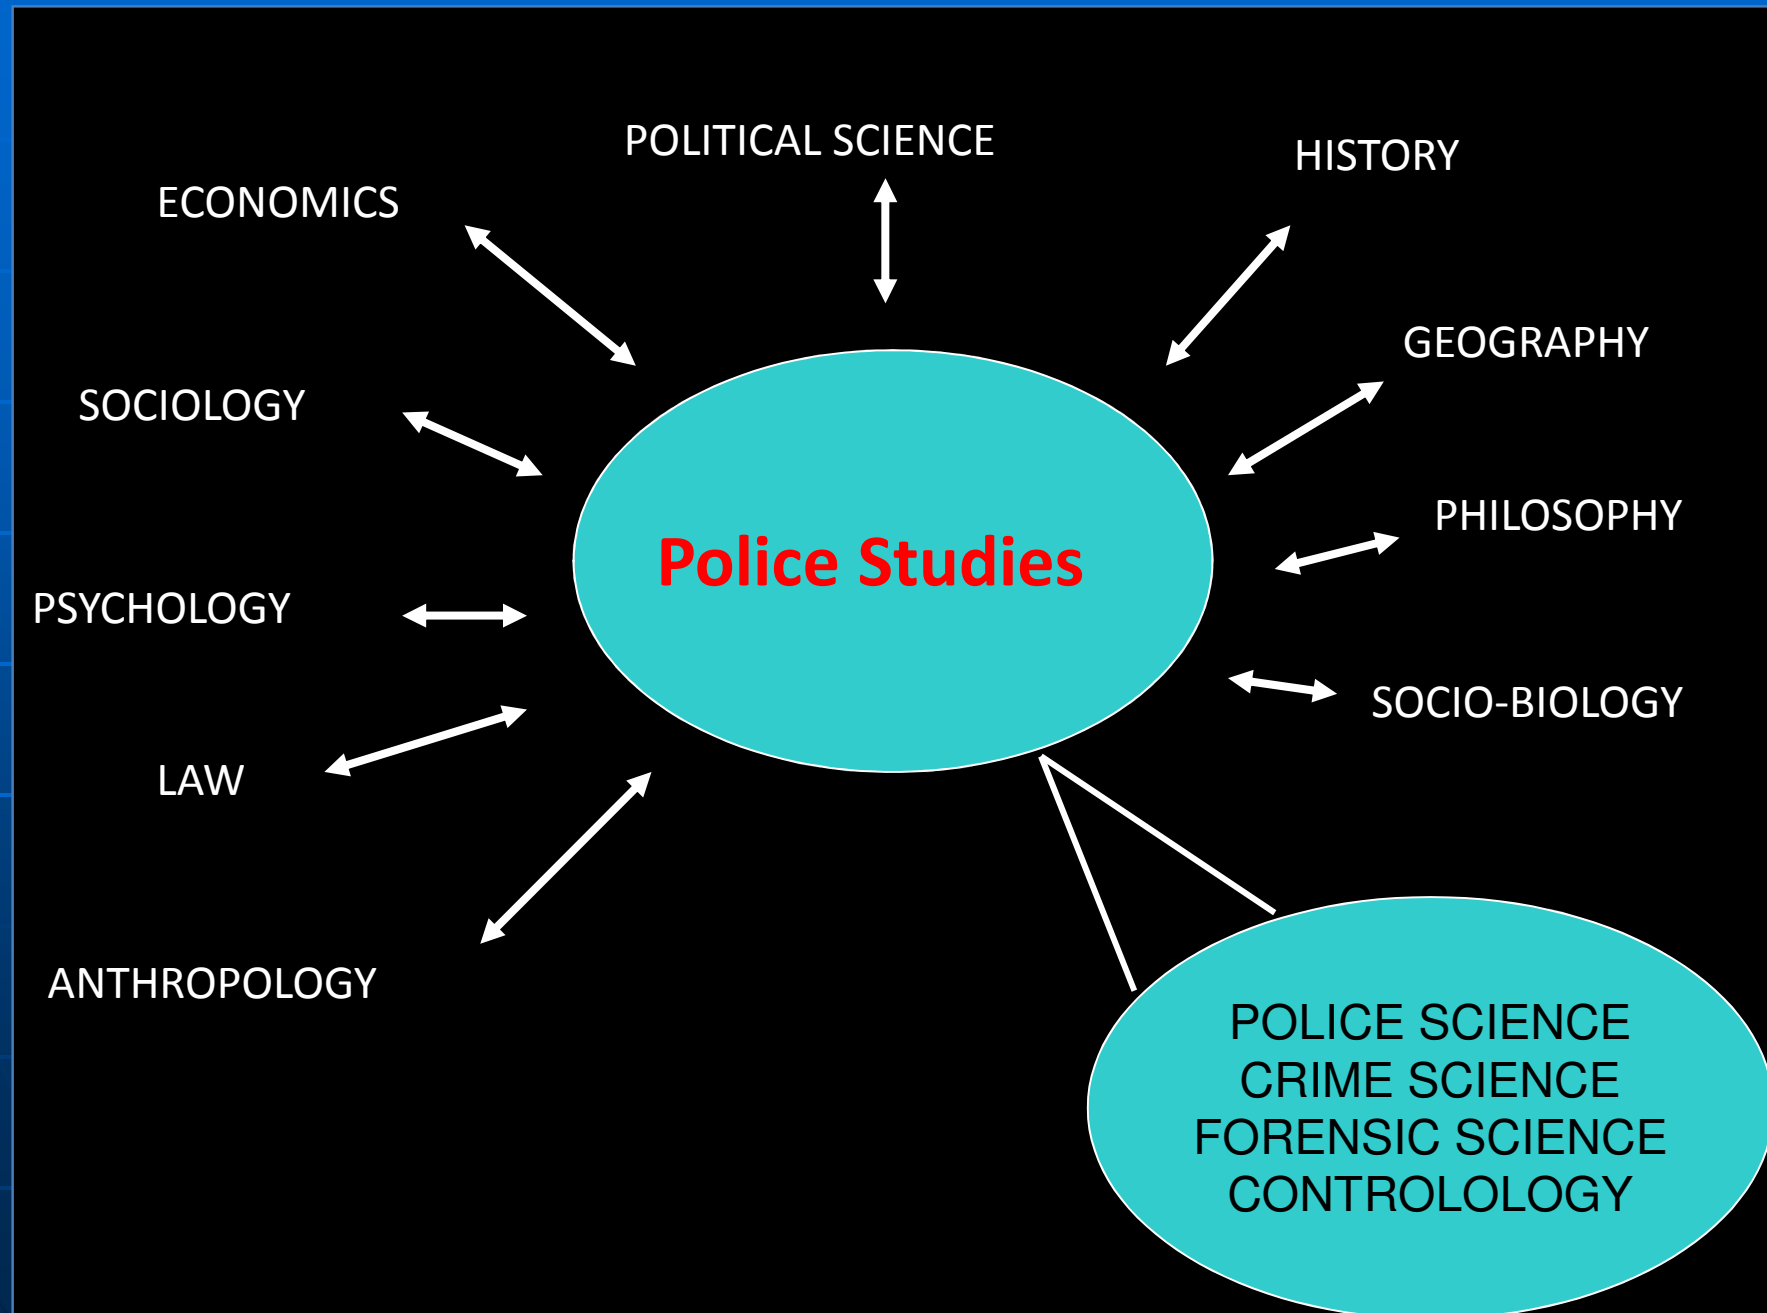 POLITICAL SCIENCE
HISTORY
ECONOMICS
GEOGRAPHY
SOCIOLOGY
PHILOSOPHY
Police Studies
PSYCHOLOGY
SOCIO-BIOLOGY
LAW
ANTHROPOLOGY
POLICE SCIENCE
CRIME SCIENCE
FORENSIC SCIENCE
CONTROLOLOGY